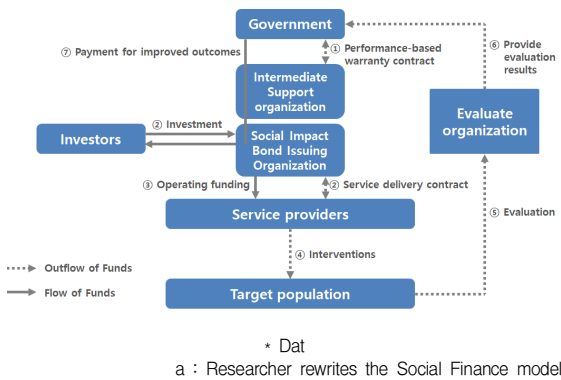 Government
⑦ Payment for improved outcomes
① Performance-based
warranty contract
⑥ Provide
evaluation
results
Intermediate
Support
organization
Evaluate
organization
② Investment
Investors
Social Impact
Bond Issuing
Organization
③ Operating funding
② Service delivery contract
Service providers
⑤ Evaluation
④ Interventions
Outflow of Funds
Flow of Funds
Target population
* Dat
a : Researcher rewrites the Social Finance model